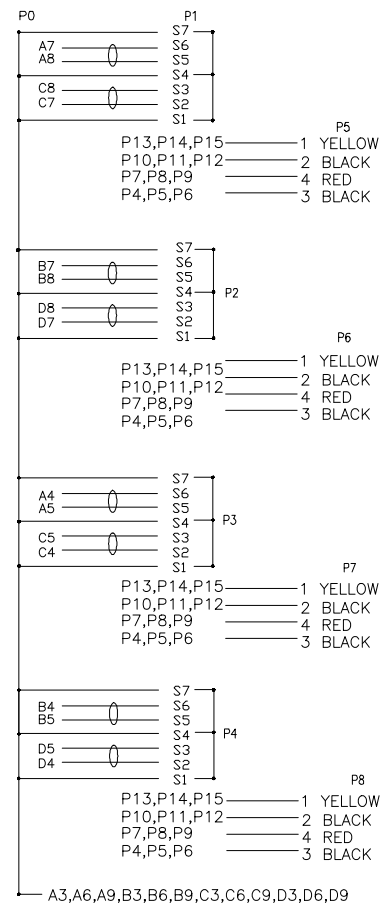 P0 P1
S7
A7 S6
A8 S5
S4
C8 S3
C7 S2
S1
P5
P13,P14,P15 1 YELLOW
P10,P11,P12 2 BLACK
P7,P8,P9 4 RED
P4,P5,P6 3 BLACK
S7
B7 S6
B8 S5
S4 P2
D8 S3
D7 S2
S1 P6
P13,P14,P15 1 YELLOW
P10,P11,P12 2 BLACK
P7,P8,P9 4 RED
P4,P5,P6 3 BLACK
S7
A4 S6
A5 S5
S4 P3
C5 S3
C4 S2
S1 P7
P13,P14,P15 1 YELLOW
P10,P11,P12 2 BLACK
P7,P8,P9 4 RED
P4,P5,P6 3 BLACK
S7
B4 S6
B5 S5
S4 P4
D5 S3
D4 S2
S1 P8
P13,P14,P15 1 YELLOW
P10,P11,P12 2 BLACK
P7,P8,P9 4 RED
P4,P5,P6 3 BLACK
A3,A6,A9,B3,B6,B9,C3,C6,C9,D3,D6,D9